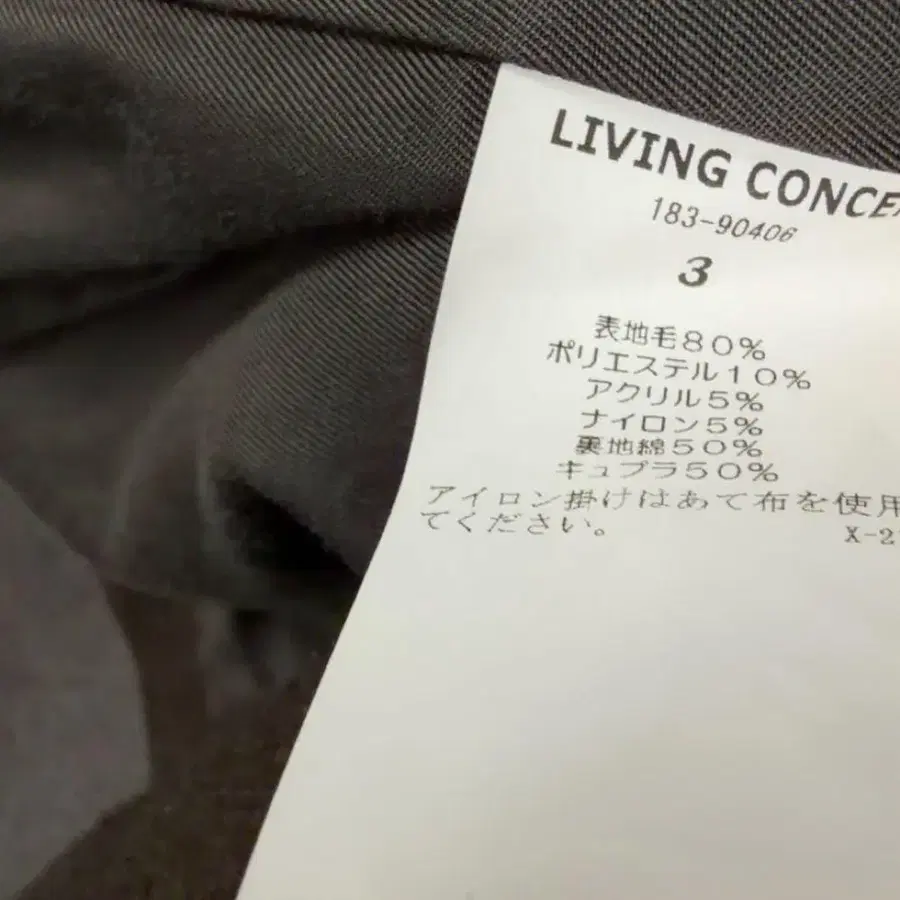 LIVING CONCE
183-90406
3
表地毛80%
ポリエステル10%
アクリル5%
ナイロン5%
裏地綿50%
キュプラ50%
アイロン掛けはあて布を使用
てください。
X-2